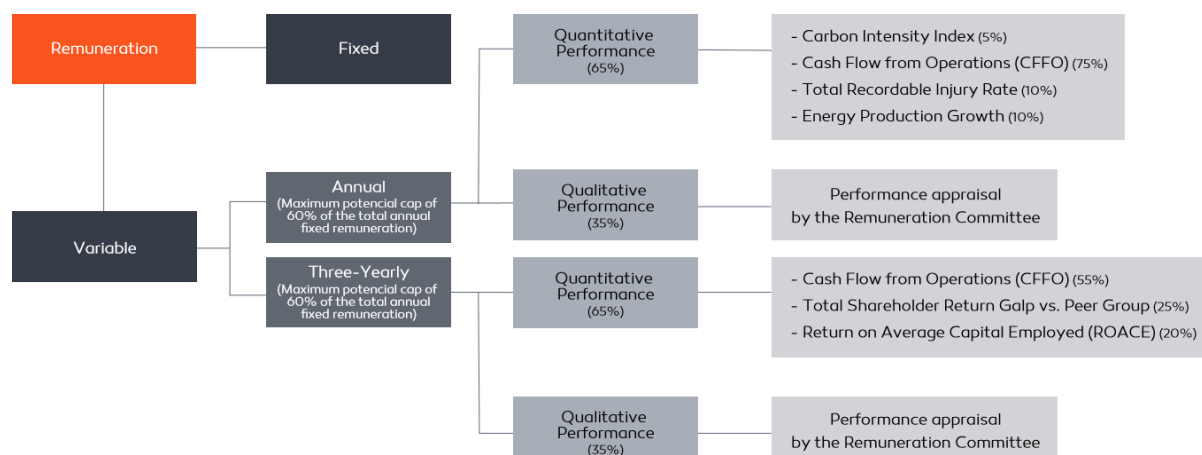 Remuneration
Fixed
Variable
Annual
(Maximum potencial cap of
60% of the total annual
fixed remuneration)
Three-Yearly
(Maximum potencial cap of
60% of the total annual
fixed remuneration)
Quantitative
Performance
(65%)
- Carbon Intensity Index (5%)
- Cash Flow from Operations (CFFO) (75%)
- Total Recordable Injury Rate (10%)
- Energy Production Growth (10%)
Qualitative
Performance
(35%)
Performance appraisal
by the Remuneration Committee
Quantitative
Performance
(65%)
- Cash Flow from Operations (CFFO) (55%)
- Total Shareholder Return Galp vs. Peer Group (25%)
- Return on Average Capital Employed (ROACE) (20%)
Qualitative
Performance
(35%)
Performance appraisal
by the Remuneration Committee